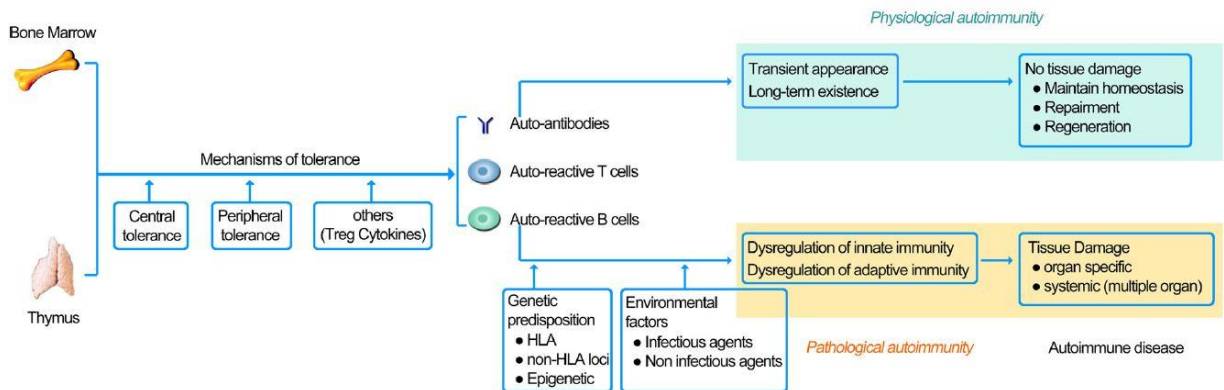 Physiological autoimmunity
Bone Marrow
Transient appearance
Long-term existence
No tissue damage
● Maintain homeostasis
● Repairment
● Regeneration
Auto-antibodies
Mechanisms of tolerance
Auto-reactive T cells
Central
tolerance
Peripheral
tolerance
others
(Treg Cytokines)
Auto-reactive B cells
Thymus
Dysregulation of innate immunity
Dysregulation of adaptive immunity
Tissue Damage
● organ specific
● systemic (multiple organ)
Genetic
predisposition
● HLA
● non-HLA loci
● Epigenetic
Environmental
factors
● Infectious agents
● Non infectious agents
Pathological autoimmunity
Autoimmune disease